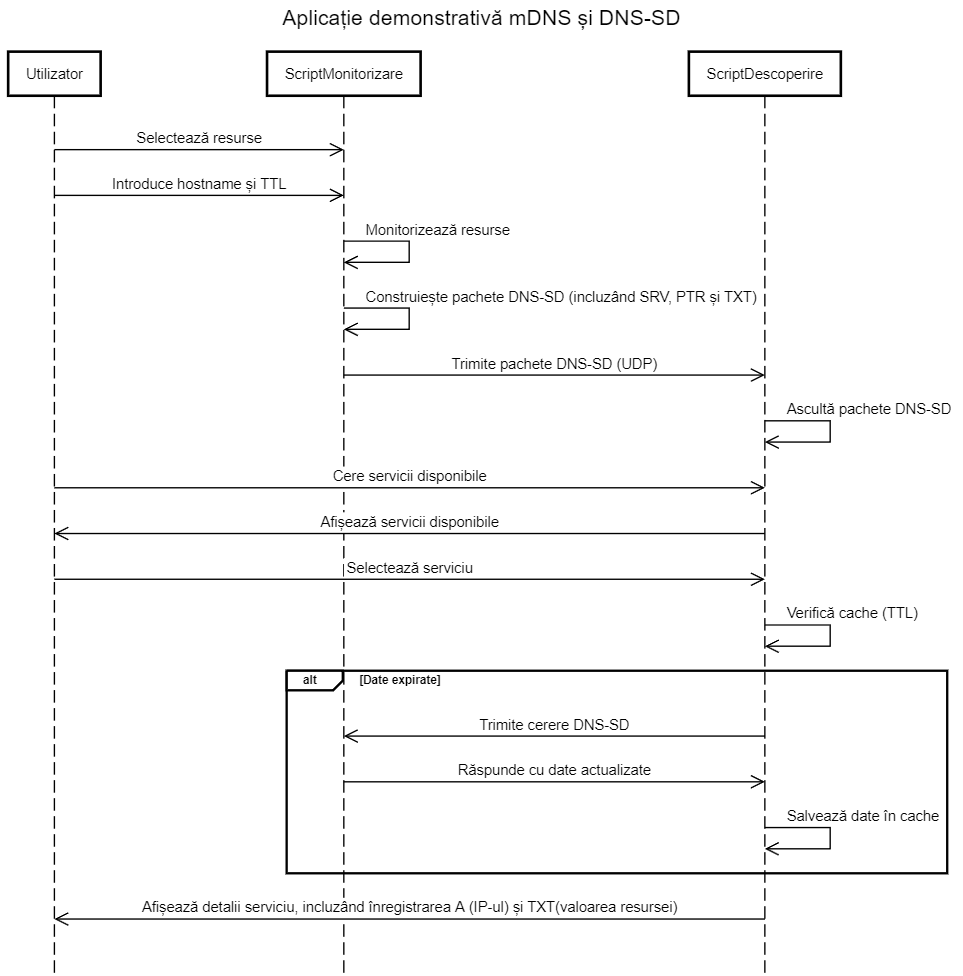 Aplicație demonstrativă mDNS și DNS-SD
Utilizator
ScriptMonitorizare
ScriptDescoperire
Selectează resurse
Introduce hostname și TTL
Monitorizează resurse
Construiește pachete DNS-SD (incluzând SRV, PTR și TXT)
Trimite pachete DNS-SD (UDP)
Ascultă pachete DNS-SD
Cere servicii disponibile
Afișează servicii disponibile
Selectează serviciu
Verifică cache (TTL)
alt
[Date expirate]
Trimite cerere DNS-SD
Răspunde cu date actualizate
Salvează date în cache
Afișează detalii serviciu, incluzând înregistrarea A (IP-ul) și TXT(valoarea resursei)